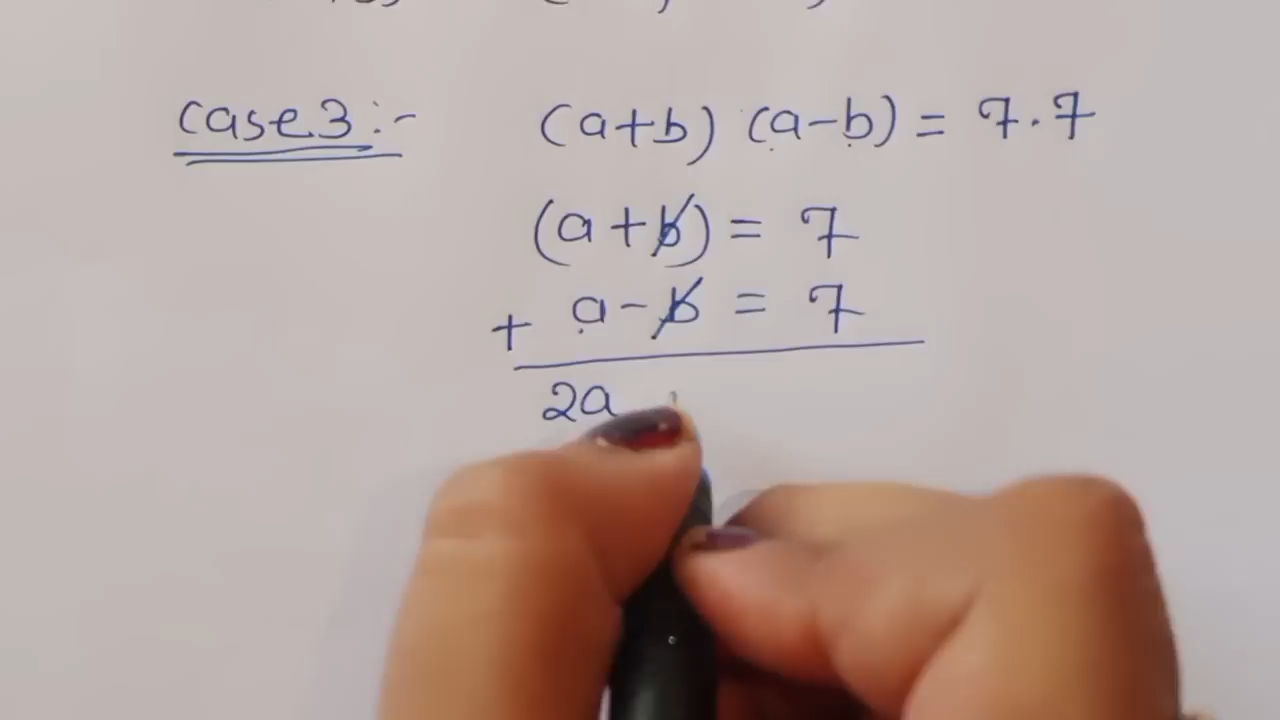 Case 3:- (a+b) (a-b) = 7.7
(a+b) = 7
+ a-b = 7
2a